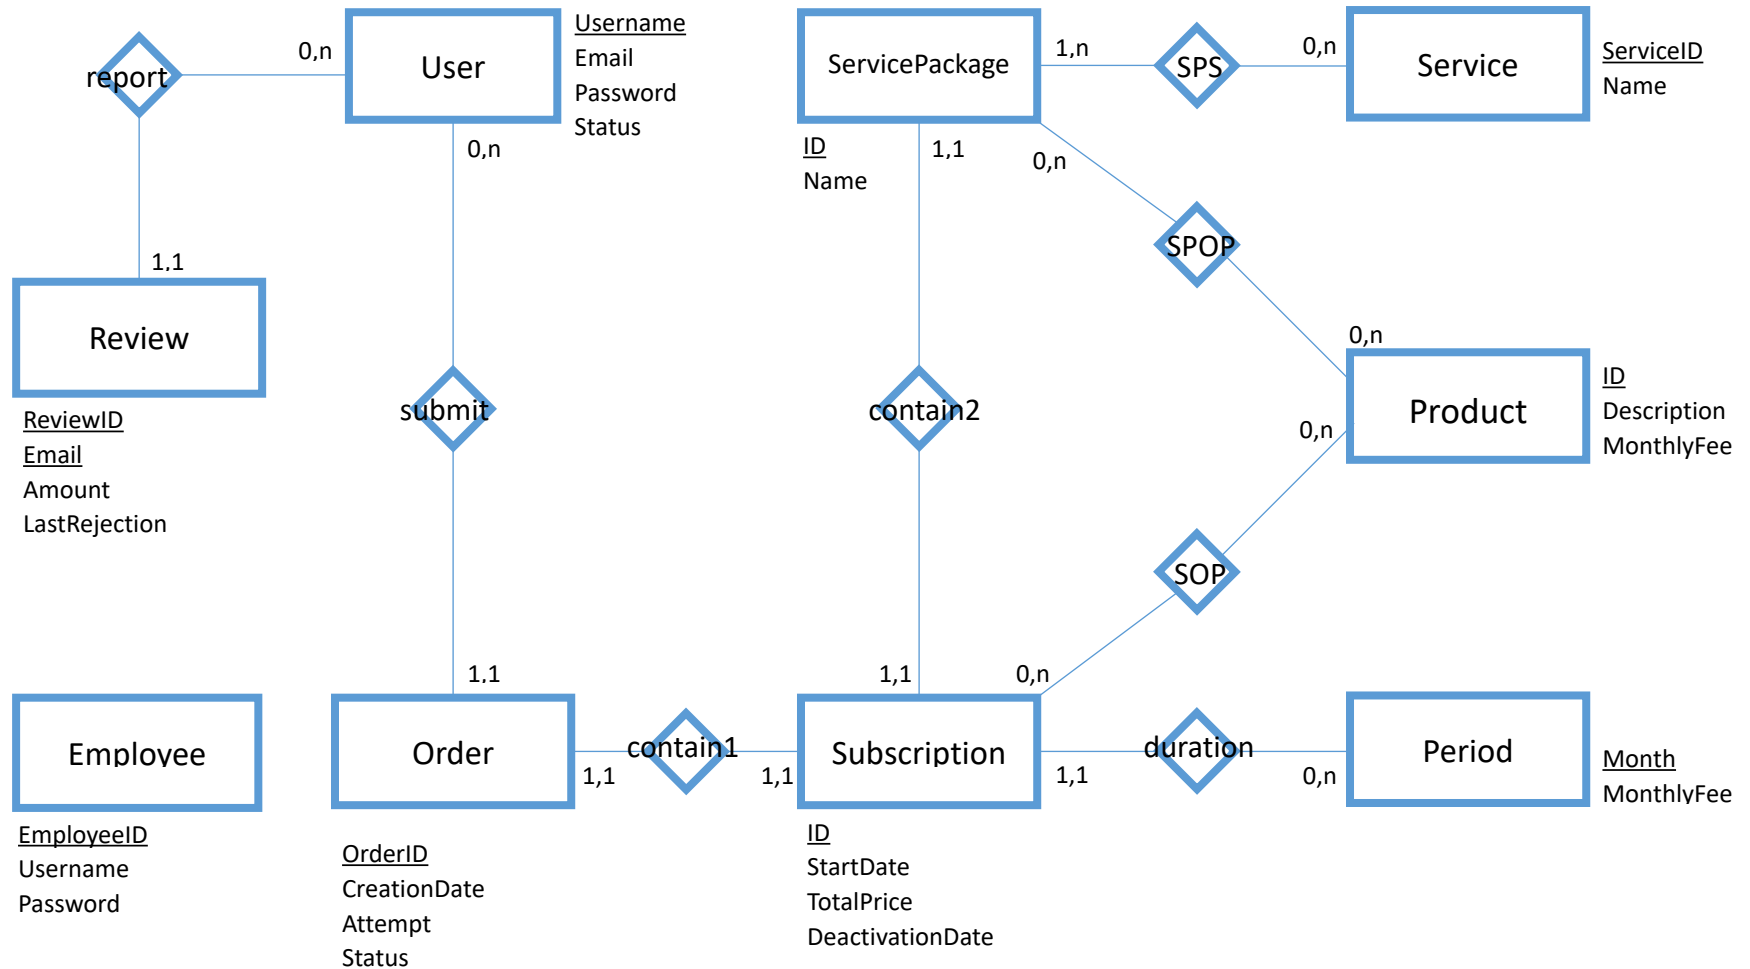 report
0,n
User
Username
Email
Password
Status
0,n
1,1
Review
ReviewID
Email
Amount
LastRejection
submit
1,1
Employee
EmployeeID
Username
Password
Order
OrderID
CreationDate
Attempt
Status
1,1
contain1
1,1
ServicePackage
ID
Name
1,n
SPS
0,n
Service
ServiceID
Name
1,1
0,n
SPOP
0,n
contain2
Product
ID
Description
MonthlyFee
0,n
SOP
1,1
0,n
Subscription
ID
StartDate
TotalPrice
DeactivationDate
1,1
duration
0,n
Period
Month
MonthlyFee